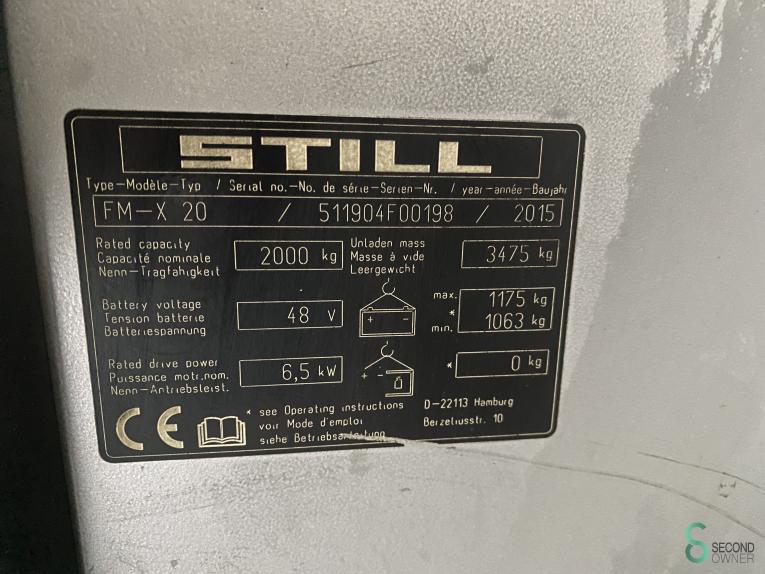 STILL
Type-Modèle-Typ / Serial no.-No. de série-Serien-Nr. / year-année-Baujahr
FM-X 20 / 511904F00198 / 2015
Rated capacity
Capacité nominale
Nenn-Tragfähigkeit
2000 kg
Unladen mass
Masse à vide
Leergewicht
3475 kg
Battery voltage
Tension batterie
Batteriespannung
48 V
+ -
max. 1175 kg
*
min. 1063 kg
Rated drive power
Puissance motr.nom.
Nenn-Antriebsleist.
6,5 kW
+ -
* 0 kg
CE
* see Operating instructions
voir Mode d'emploi
siehe Betriebsanleitung
D-22113 Hamburg
Berzeliusstr. 10
SECOND
OWNER